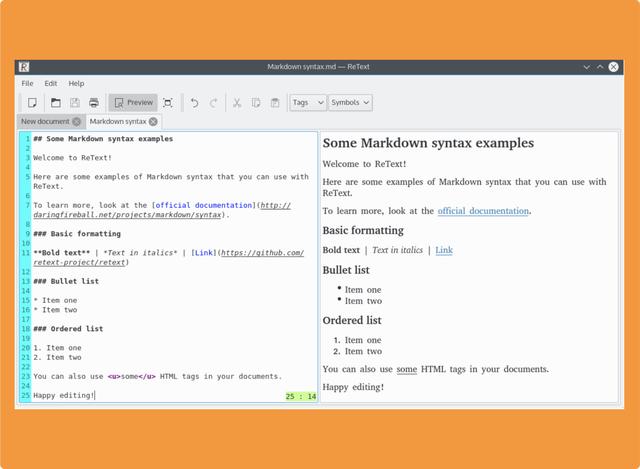 Markdown syntax.md — ReText
File Edit Help
Preview
Tags Symbols
New document Markdown syntax
1 ## Some Markdown syntax examples
2
3 Welcome to ReText!
4
5 Here are some examples of Markdown syntax that you can use with
ReText.
6
7 To learn more, look at the [official documentation](http://
daringfireball.net/projects/markdown/syntax).
8
9 ### Basic formatting
10
11 **Bold text** | *Text in italics* | [Link](https://github.com/
retext-project/retext)
12
13 ### Bullet list
14
15 * Item one
16 * Item two
17
18 ### Ordered list
19
20 1. Item one
21 2. Item two
22
23 You can also use <u>some</u> HTML tags in your documents.
24
25 Happy editing!
25 : 14
Some Markdown syntax examples
Welcome to ReText!
Here are some examples of Markdown syntax that you can use with
ReText.
To learn more, look at the official documentation.
Basic formatting
Bold text | Text in italics | Link
Bullet list
• Item one
• Item two
Ordered list
1. Item one
2. Item two
You can also use some HTML tags in your documents.
Happy editing!